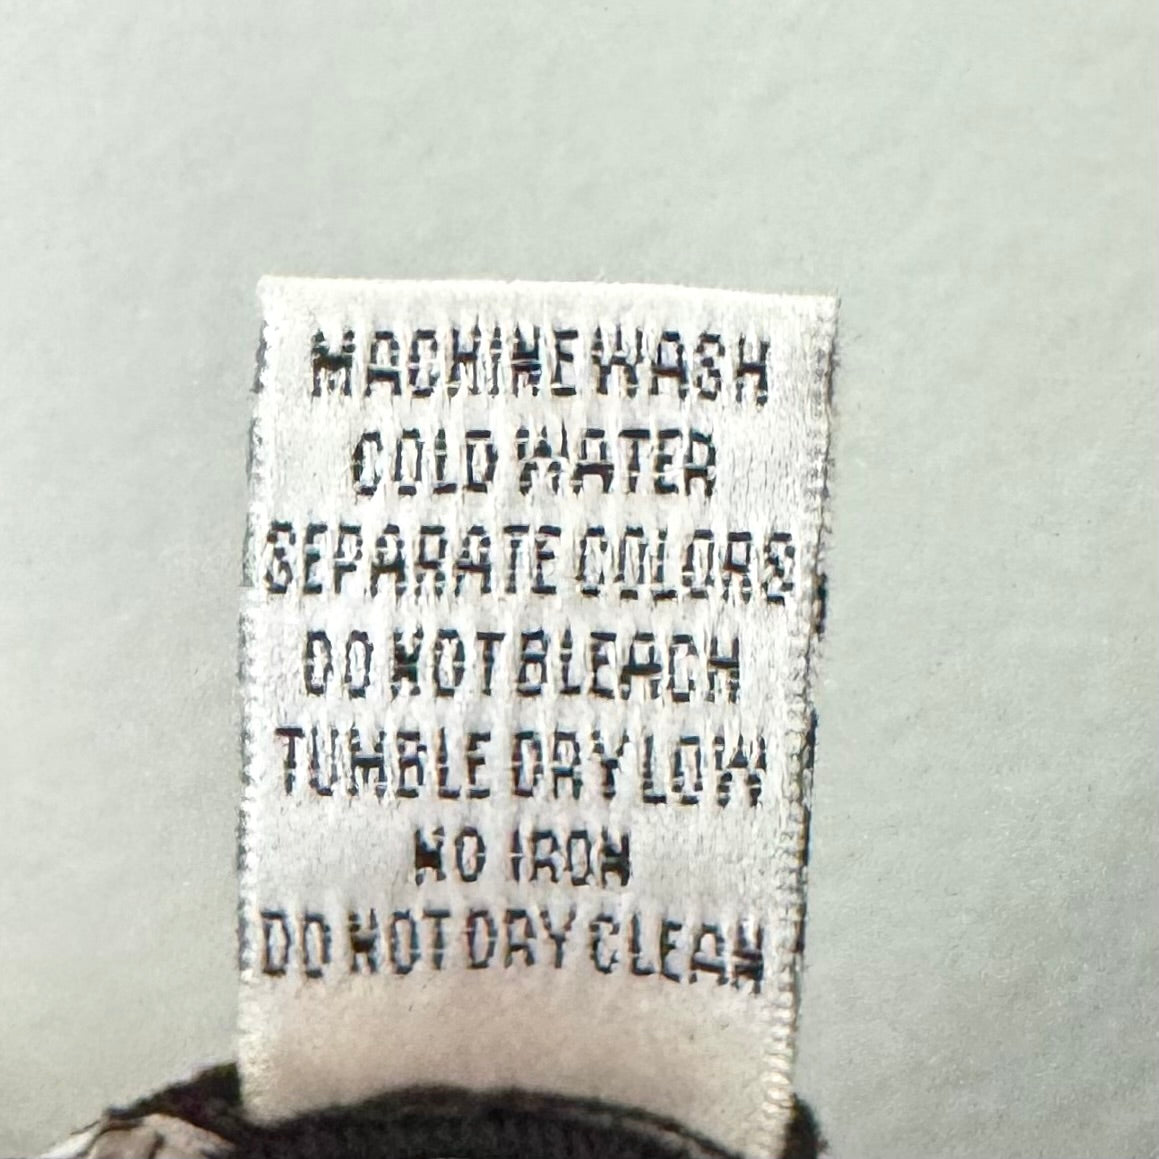 MACHINE WASH
COLD WATER
SEPARATE COLORS
DO NOT BLEACH
TUMBLE DRY LOW
NO IRON
DO NOT DRY CLEAN